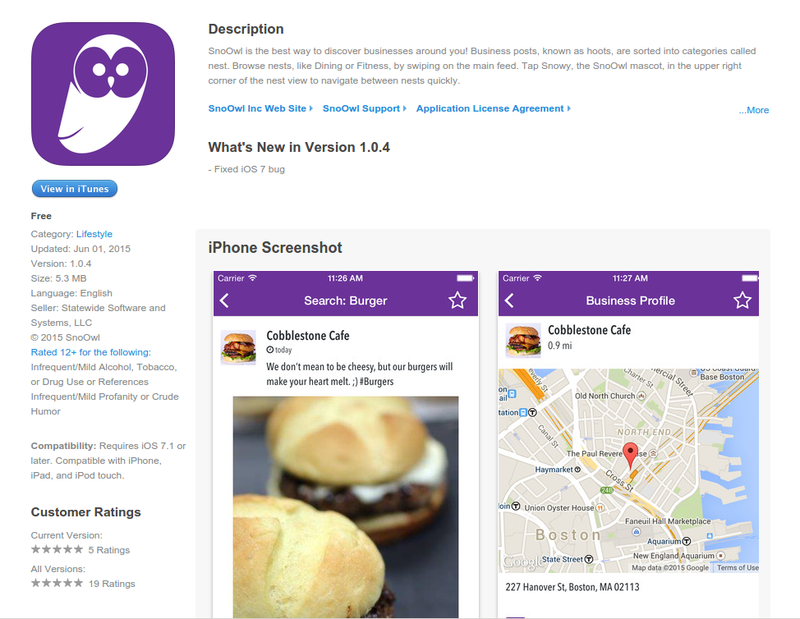 Description
SnoOwl is the best way to discover businesses around you! Business posts, known as hoots, are sorted into categories called
nest. Browse nests, like Dining or Fitness, by swiping on the main feed. Tap Snowy, the SnoOwl mascot, in the upper right
corner of the nest view to navigate between nests quickly.
SnoOwl Inc Web Site SnoOwl Support Application License Agreement ...More
What's New in Version 1.0.4
- Fixed iOS 7 bug
View in iTunes
Free
Category: Lifestyle
Updated: Jun 01, 2015
Version: 1.0.4
Size: 5.3 MB
Language: English
Seller: Statewide Software and
Systems, LLC
© 2015 SnoOwl
Rated 12+ for the following:
Infrequent/Mild Alcohol, Tobacco,
or Drug Use or References
Infrequent/Mild Profanity or Crude
Humor
Compatibility: Requires iOS 7.1 or
later. Compatible with iPhone,
iPad, and iPod touch.
Customer Ratings
Current Version:
5 Ratings
All Versions:
19 Ratings
iPhone Screenshot
Carrier 11:26 AM
Search: Burger
Cobblestone Cafe
today
We don't mean to be cheesy, but our burgers will
make your heart melt. ;) #Burgers
Carrier 11:27 AM
Business Profile
Cobblestone Cafe
0.9 mi
Charter St
Commercial Street
US Coast Guard
Base Boston
Old North Church
Canal St
NORTH END
The Paul Revere House
Haymarket
Cross St
Union Oyster House
Faneuil Hall Marketplace
Boston
Aquarium
New England Aquarium
State Street
Google
Map data ©2015 Google Terms of Use
227 Hanover St, Boston, MA 02113